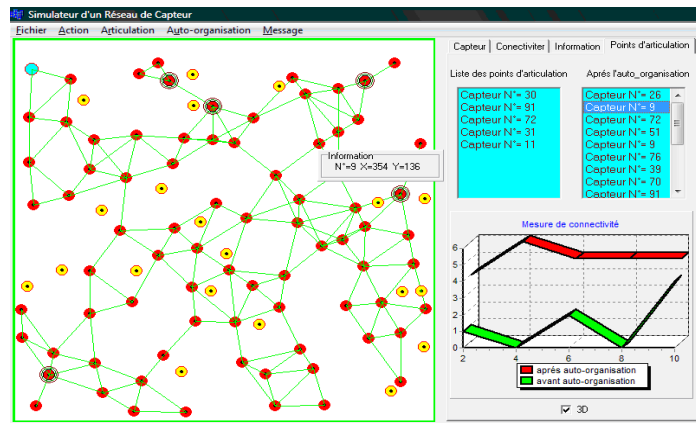 Simulateur d'un Réseau de Capteur
Fichier Action Articulation Auto-organisation Message
Capteur Conectiviter Information Points d'articulation
Liste des points d'articulation
Aprés l'auto_organisation
Capteur N°= 30
Capteur N°= 91
Capteur N°= 72
Capteur N°= 31
Capteur N°= 11
Capteur N°= 26
Capteur N°= 9
Capteur N°= 72
Capteur N°= 51
Capteur N°= 9
Capteur N°= 76
Capteur N°= 39
Capteur N°= 70
Capteur N°= 91
Information
N°=9 X=354 Y=136
Mesure de connectivité
6
5
4
3
2
1
0
2 4 6 8 10
aprés auto-organisation
avant auto-organisation
3D